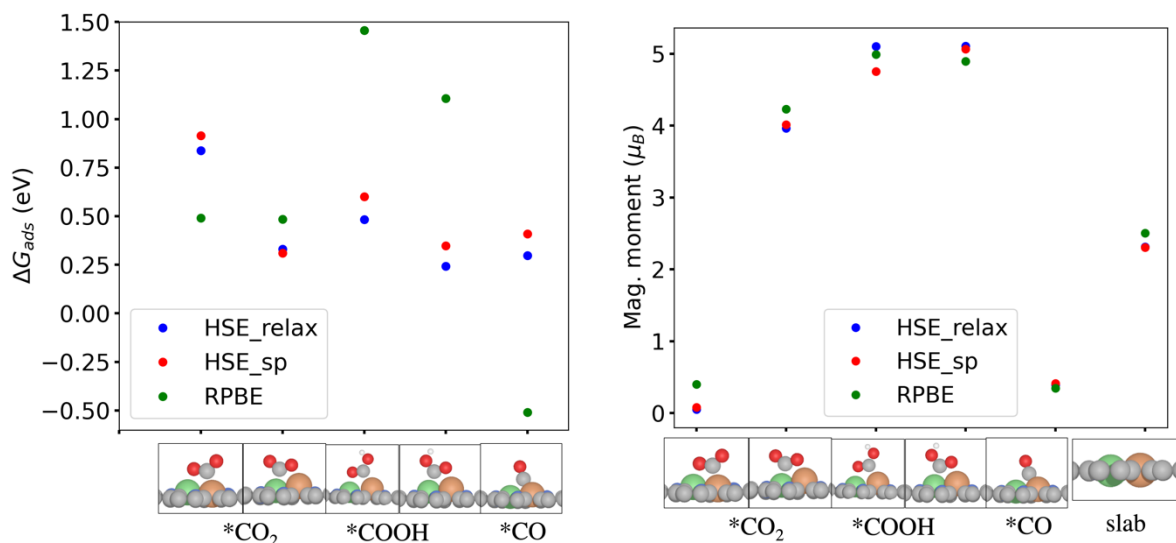 ΔG_ads (eV)
1.50
1.25
1.00
0.75
0.50
0.25
0.00
−0.25
−0.50
HSE_relax
HSE_sp
RPBE
*CO₂
*COOH
*CO
Mag. moment (μ_B)
5
4
3
2
1
0
HSE_relax
HSE_sp
RPBE
*CO₂
*COOH
*CO
slab